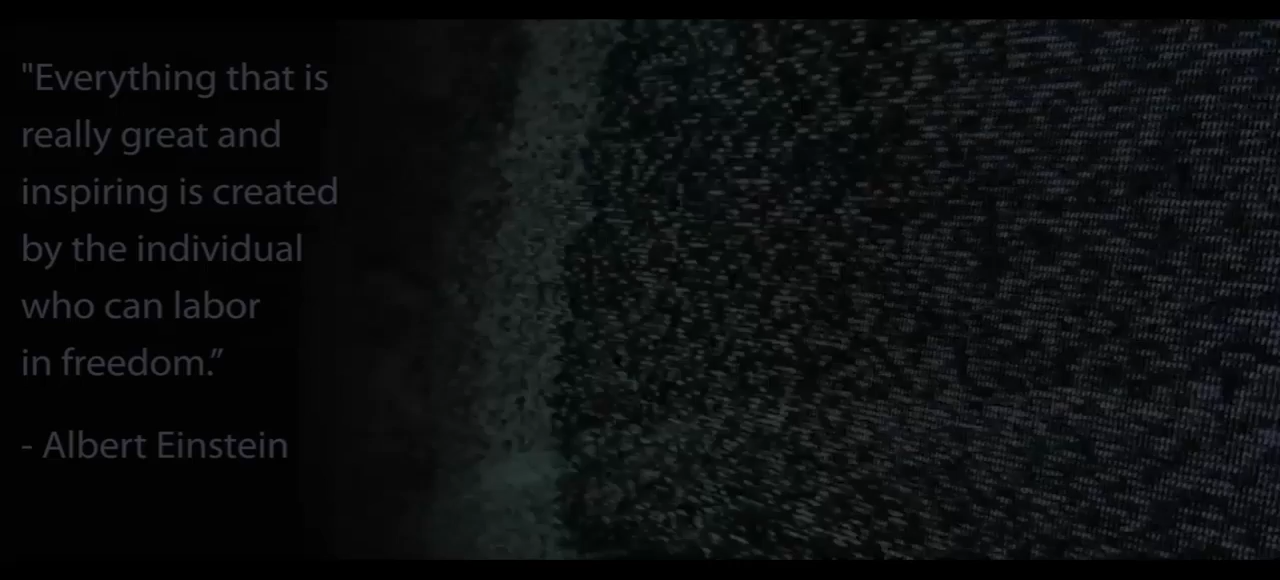 "Everything that is
really great and
inspiring is created
by the individual
who can labor
in freedom.”
- Albert Einstein